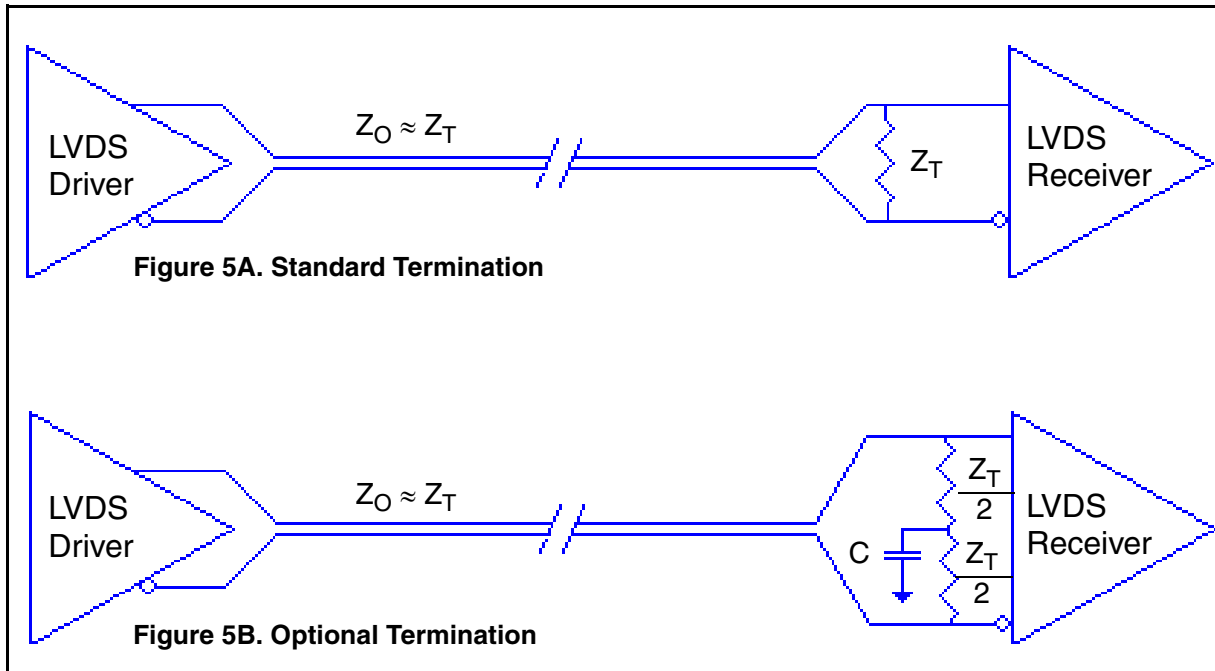 LVDS
Driver
Z_O ≈ Z_T
Z_T
LVDS
Receiver
Figure 5A. Standard Termination
LVDS
Driver
Z_O ≈ Z_T
C
Z_T
2
Z_T
2
LVDS
Receiver
Figure 5B. Optional Termination